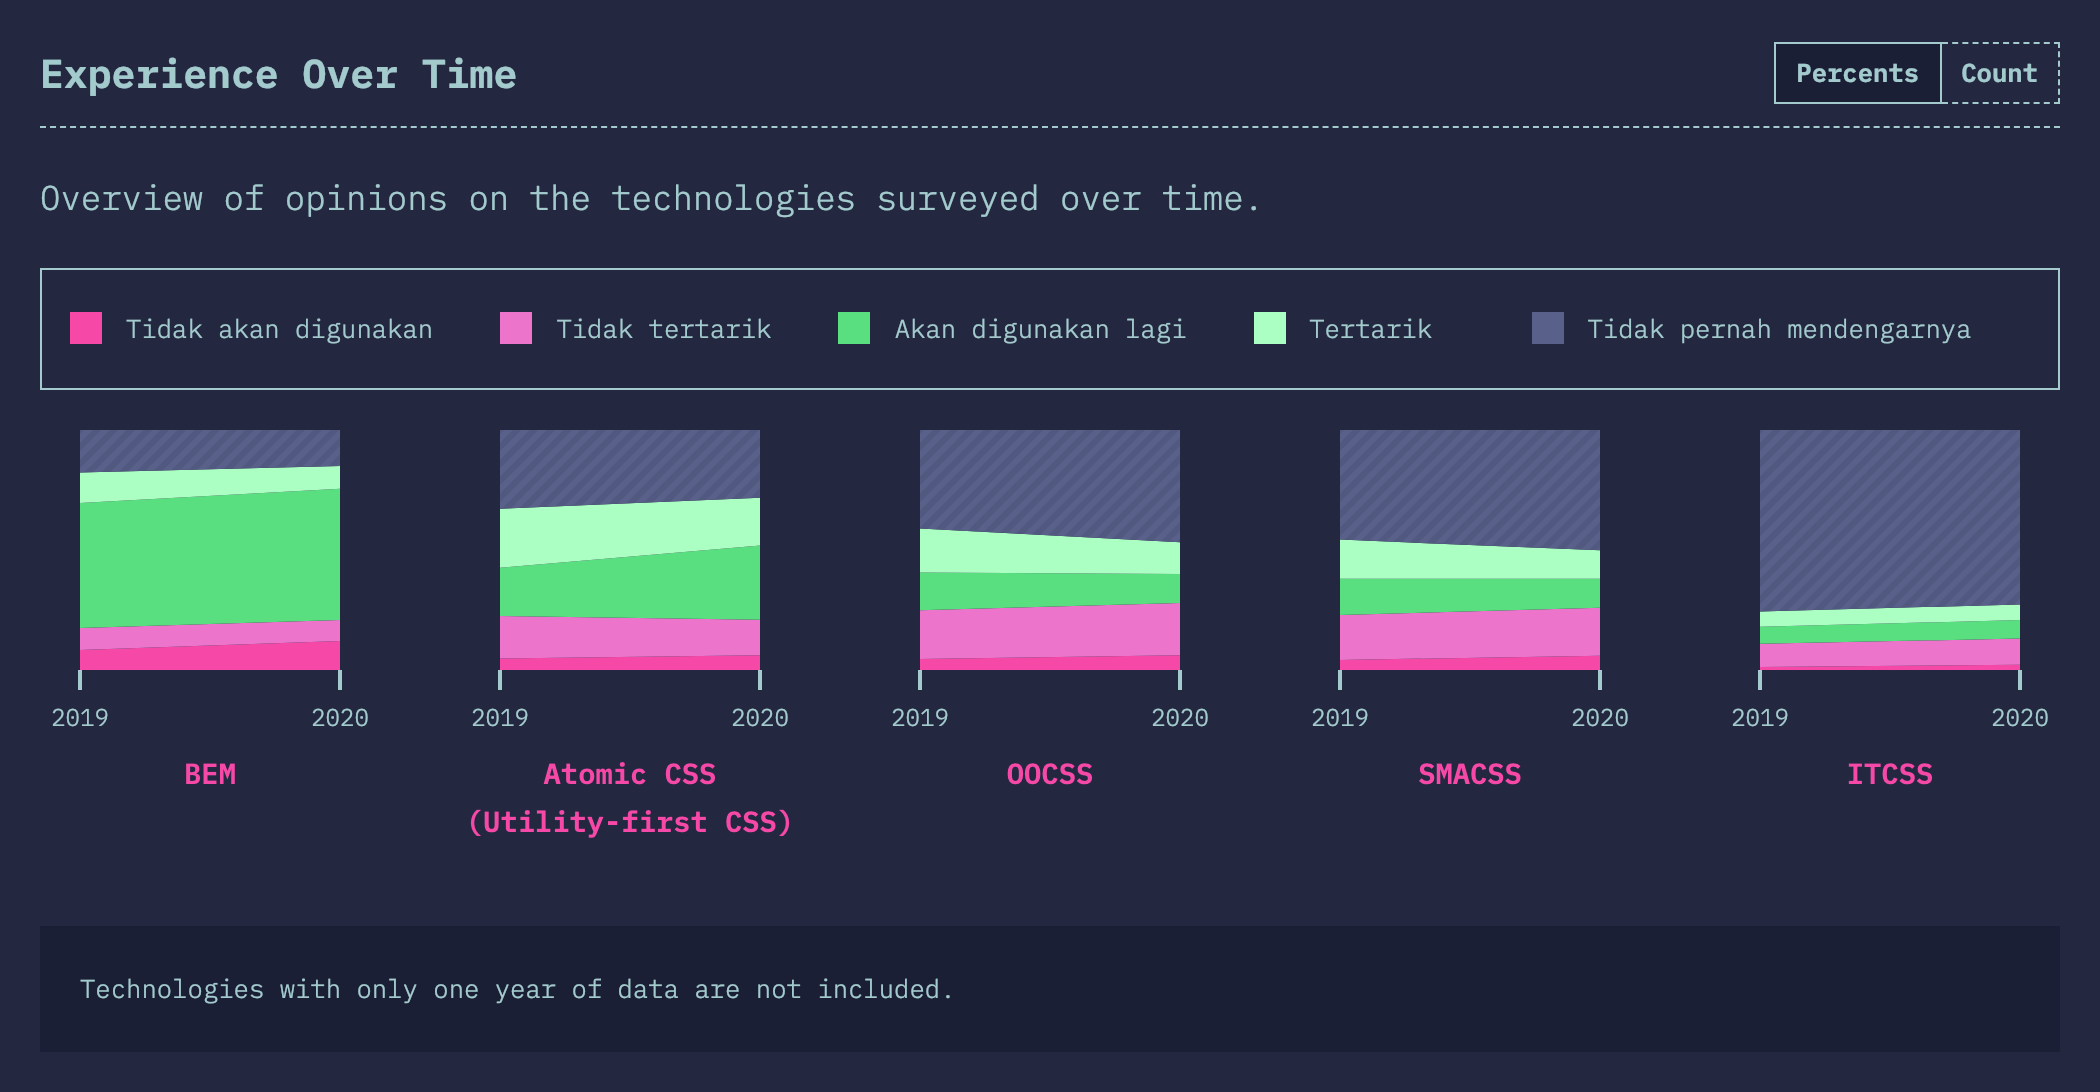 Experience Over Time
Percents Count
Overview of opinions on the technologies surveyed over time.
Tidak akan digunakan Tidak tertarik Akan digunakan lagi Tertarik Tidak pernah mendengarnya
2019 2020 2019 2020 2019 2020 2019 2020 2019 2020
BEM Atomic CSS OOCSS SMACSS ITCSS
(Utility-first CSS)
Technologies with only one year of data are not included.